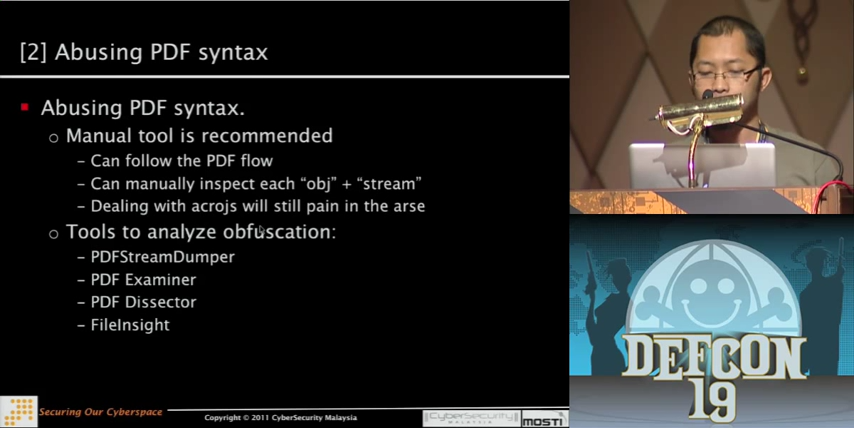 [2] Abusing PDF syntax
Abusing PDF syntax.
Manual tool is recommended
– Can follow the PDF flow
– Can manually inspect each “obj” + “stream”
– Dealing with acrojs will still pain in the arse
Tools to analyze obfuscation:
– PDFStreamDumper
– PDF Examiner
– PDF Dissector
– FileInsight
Securing Our Cyberspace
Copyright © 2011 CyberSecurity Malaysia
CyberSecurity
MALAYSIA
MOSTI
DEFCON
19